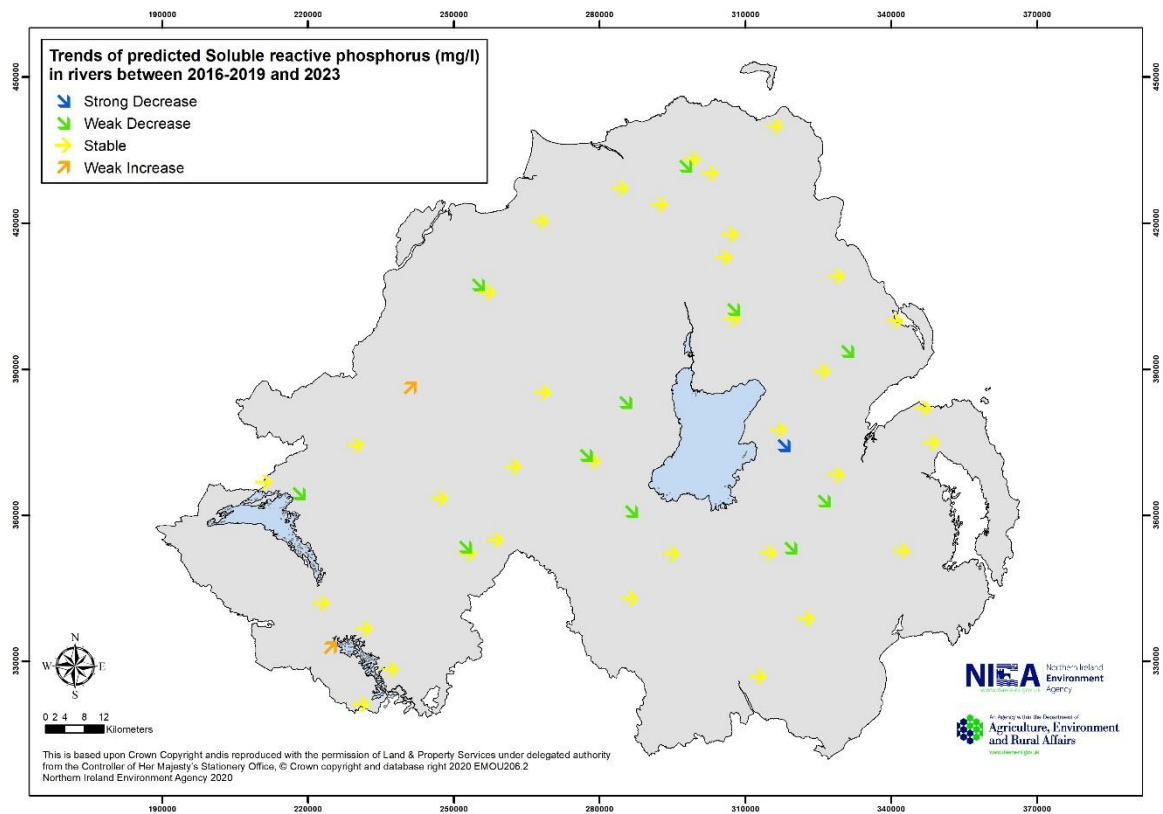 190000 220000 250000 280000 310000 340000 370000
Trends of predicted Soluble reactive phosphorus (mg/l)
in rivers between 2016-2019 and 2023
Strong Decrease
Weak Decrease
Stable
Weak Increase
450000 450000
420000 420000
390000 390000
360000 360000
330000 330000
N
W E
S
0 2 4 8 12
Kilometers
NIEA
Northern Ireland
Environment
Agency
An Agency within the Department of
Agriculture, Environment
and Rural Affairs
This is based upon Crown Copyright andis reproduced with the permission of Land & Property Services under delegated authority
from the Controller of Her Majesty's Stationery Office, © Crown copyright and database right 2020 EMOU206.2
Northern Ireland Environment Agency 2020
190000 220000 250000 280000 310000 340000 370000